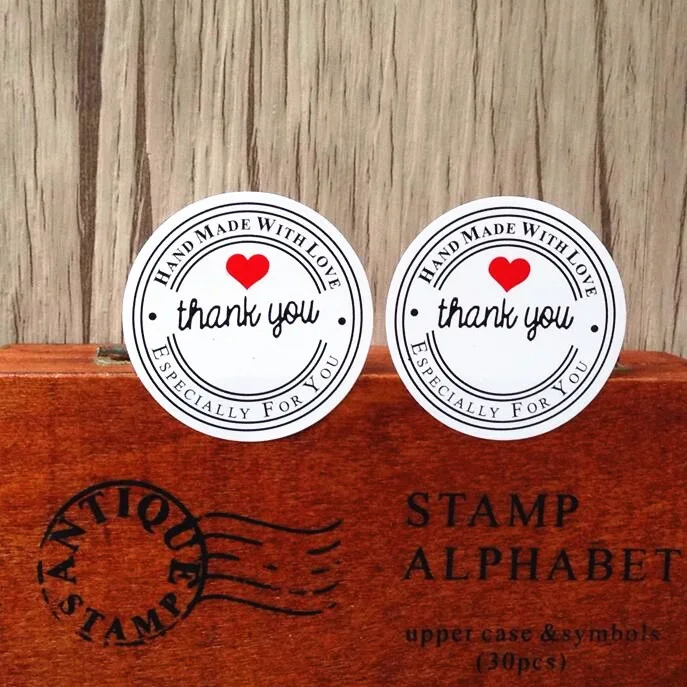 Hand Made With Love
thank you
Especially For You
Hand Made With Love
thank you
Especially For You
ANTIQUE
STAMP
STAMP
ALPHABET
upper case & symbols
(30pcs)